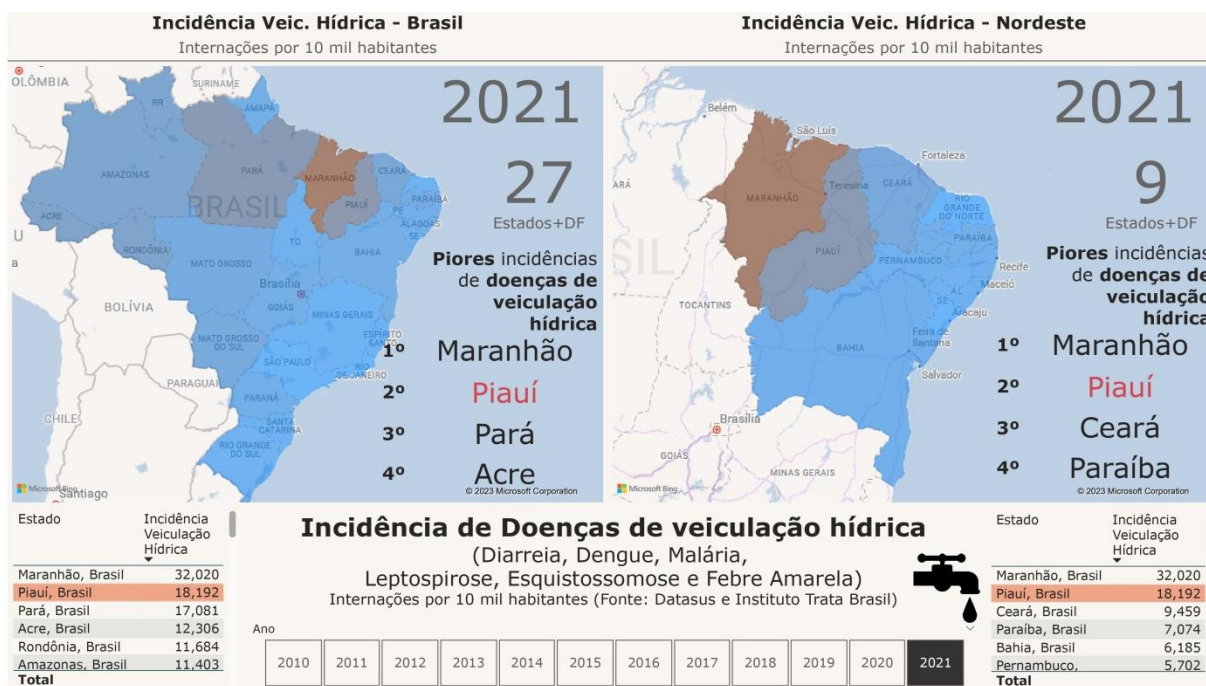 Incidência Veic. Hídrica - Brasil
Internações por 10 mil habitantes
OLÔMBIA
SURINAME
RR
AMAPÁ
AMAZONAS
PARÁ
MARANHÃO
CEARÁ
BRASIL
PIAUÍ
PARAÍBA
PE
ALAGOAS
SE
ACRE
RONDÔNIA
TO
BAHIA
MATO GROSSO
Brasília
GOIÁS
BOLÍVIA
MINAS GERAIS
MATO GROSSO
DO SUL
ESPÍRITO
SANTO
SÃO PAULO
RIO
DE JANEIRO
PARAGUAI
PARANÁ
CHILE
SANTA
CATARINA
RIO GRANDE
DO SUL
Santiago
2021
27
Estados+DF
Piores incidências
de doenças de
veiculação
hídrica
1º Maranhão
2º Piauí
3º Pará
4º Acre
Microsoft Bing
© 2023 Microsoft Corporation
Incidência Veic. Hídrica - Nordeste
Internações por 10 mil habitantes
Belém
São Luís
Fortaleza
ARÁ
MARANHÃO
Teresina
CEARÁ
RIO
GRANDE
DO NORTE
PARAÍBA
PIAUÍ
SIL
PERNAMBUCO
Recife
AL
Maceió
TOCANTINS
SE
Aracaju
Feira de
Santana
BAHIA
Salvador
Brasília
GOIÁS
MINAS GERAIS
2021
9
Estados+DF
Piores incidências
de doenças de
veiculação
hídrica
1º Maranhão
2º Piauí
3º Ceará
4º Paraíba
Microsoft Bing
© 2023 Microsoft Corporation
Estado Incidência
Veiculação
Hídrica
Maranhão, Brasil 32,020
Piauí, Brasil 18,192
Pará, Brasil 17,081
Acre, Brasil 12,306
Rondônia, Brasil 11,684
Amazonas, Brasil 11,403
Total
Incidência de Doenças de veiculação hídrica
(Diarreia, Dengue, Malária,
Leptospirose, Esquistossomose e Febre Amarela)
Internações por 10 mil habitantes (Fonte: Datasus e Instituto Trata Brasil)
Ano
2010 2011 2012 2013 2014 2015 2016 2017 2018 2019 2020 2021
Estado Incidência
Veiculação
Hídrica
Maranhão, Brasil 32,020
Piauí, Brasil 18,192
Ceará, Brasil 9,459
Paraíba, Brasil 7,074
Bahia, Brasil 6,185
Pernambuco, 5,702
Total